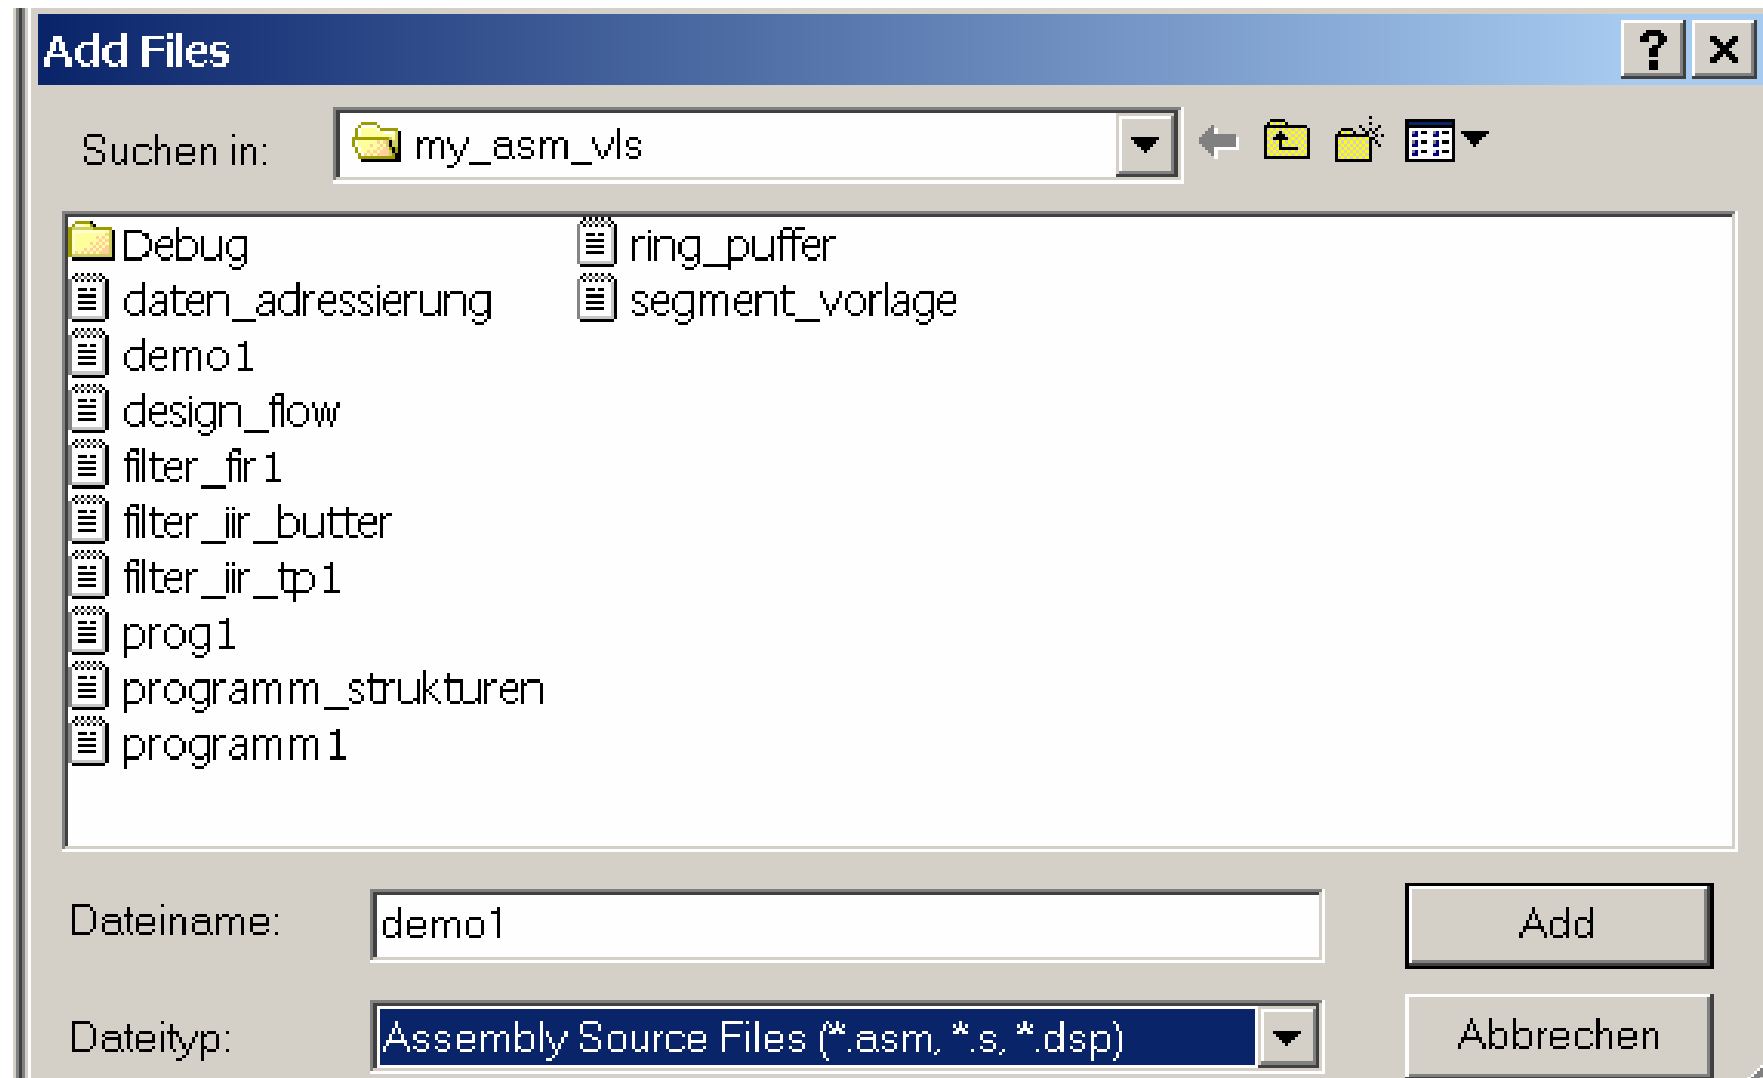 Add Files
Suchen in: my_asm_vls
Debug
daten_adressierung
demo1
design_flow
filter_fir1
filter_iir_butter
filter_iir_tp1
prog1
programm_strukturen
programm1
ring_puffer
segment_vorlage
Dateiname: demo1 Add
Dateityp: Assembly Source Files (*.asm, *.s, *.dsp) Abbrechen